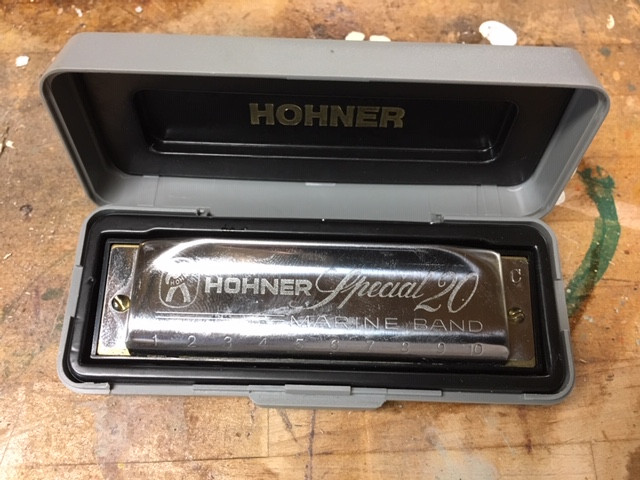 HOHNER
HOHNER Special 20
MARINE BAND
1 2 3 4 5 6 7 8 9 10